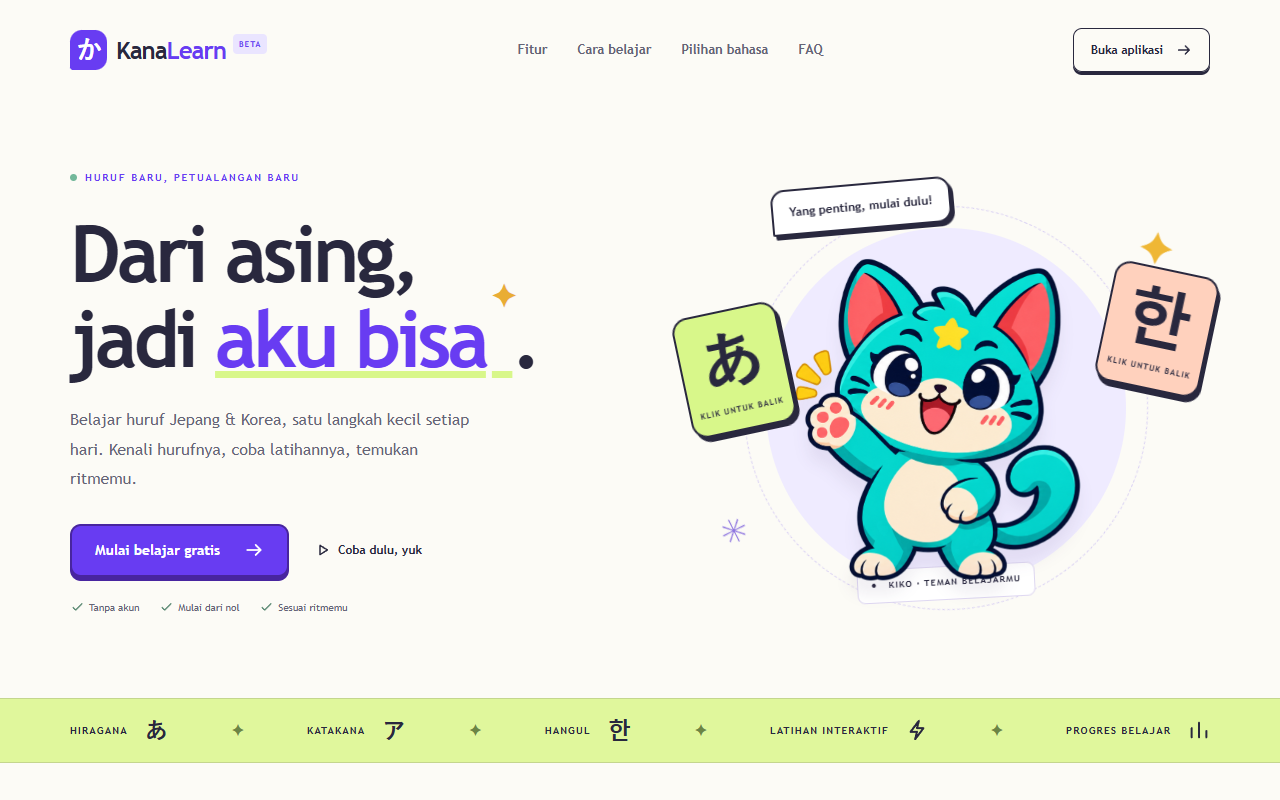 か KanaLearn BETA
Fitur Cara belajar Pilihan bahasa FAQ
Buka aplikasi
HURUF BARU, PETUALANGAN BARU
Dari asing,
jadi aku bisa.
Belajar huruf Jepang & Korea, satu langkah kecil setiap
hari. Kenali hurufnya, coba latihannya, temukan
ritmemu.
Mulai belajar gratis
Coba dulu, yuk
Tanpa akun Mulai dari nol Sesuai ritmemu
Yang penting, mulai dulu!
あ
KLIK UNTUK BALIK
한
KLIK UNTUK BALIK
KIKO • TEMAN BELAJARMU
HIRAGANA あ KATAKANA ア HANGUL 한 LATIHAN INTERAKTIF PROGRES BELAJAR